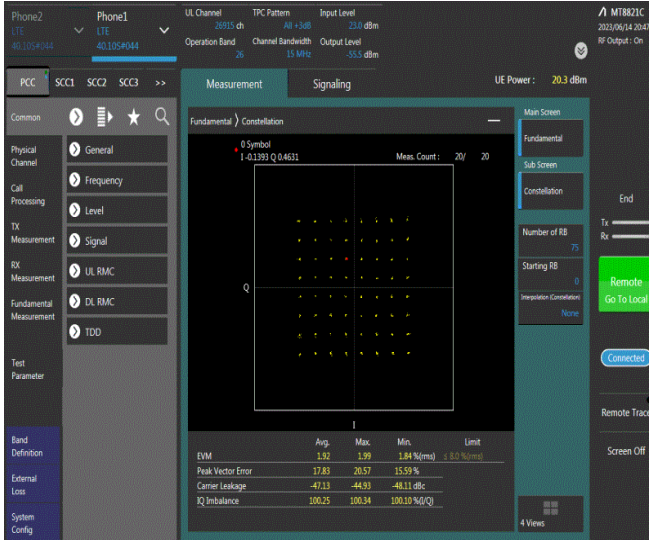 Phone2
LTE
40.105#044
Phone1
LTE
40.105#044
UL Channel
26915 ch
TPC Pattern
All +3dB
Input Level
23.0 dBm
Operation Band
26
Channel Bandwidth
15 MHz
Output Level
-55.5 dBm
MT8821C
2023/06/14 20:47
RF Output : On
PCC SCC1 SCC2 SCC3 >>
Measurement
Signaling
UE Power : 20.3 dBm
Common
Physical
Channel
Call
Processing
TX
Measurement
RX
Measurement
Fundamental
Measurement
Test
Parameter
Band
Definition
External
Loss
System
Config
General
Frequency
Level
Signal
UL RMC
DL RMC
TDD
Fundamental Constellation
0 Symbol
I -0.1393 Q 0.4631
Meas. Count : 20/ 20
Q
I
Avg. Max. Min. Limit
EVM 1.92 1.99 1.84 %(rms) ≤ 8.0 %(rms)
Peak Vector Error 17.83 20.57 15.59 %
Carrier Leakage -47.13 -44.93 -48.11 dBc
IQ Imbalance 100.25 100.34 100.10 %(I/Q)
Main Screen
Fundamental
Sub Screen
Constellation
Number of RB
75
Starting RB
0
Interpolation (Constellation)
None
4 Views
End
Tx
Rx
Remote
Go To Local
Connected
Remote Trace
Screen Off